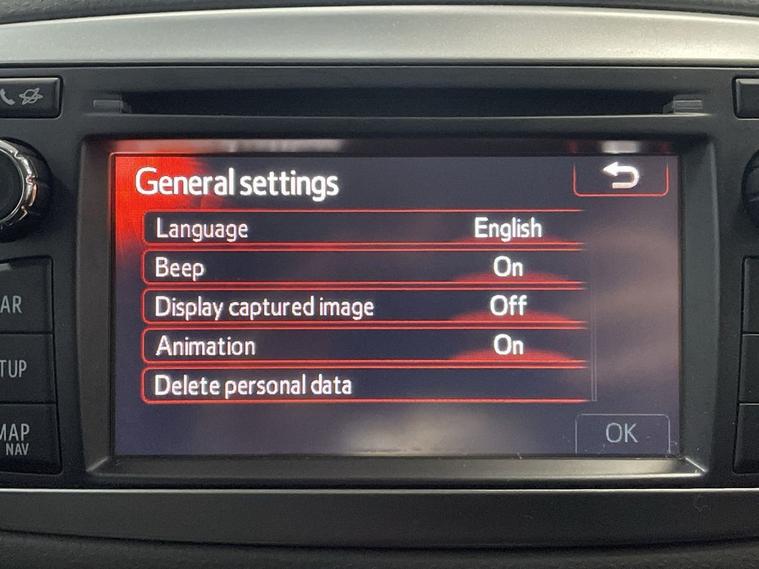 General settings
Language English
Beep On
Display captured image Off
Animation On
Delete personal data
OK
AR
TUP
MAP
NAV